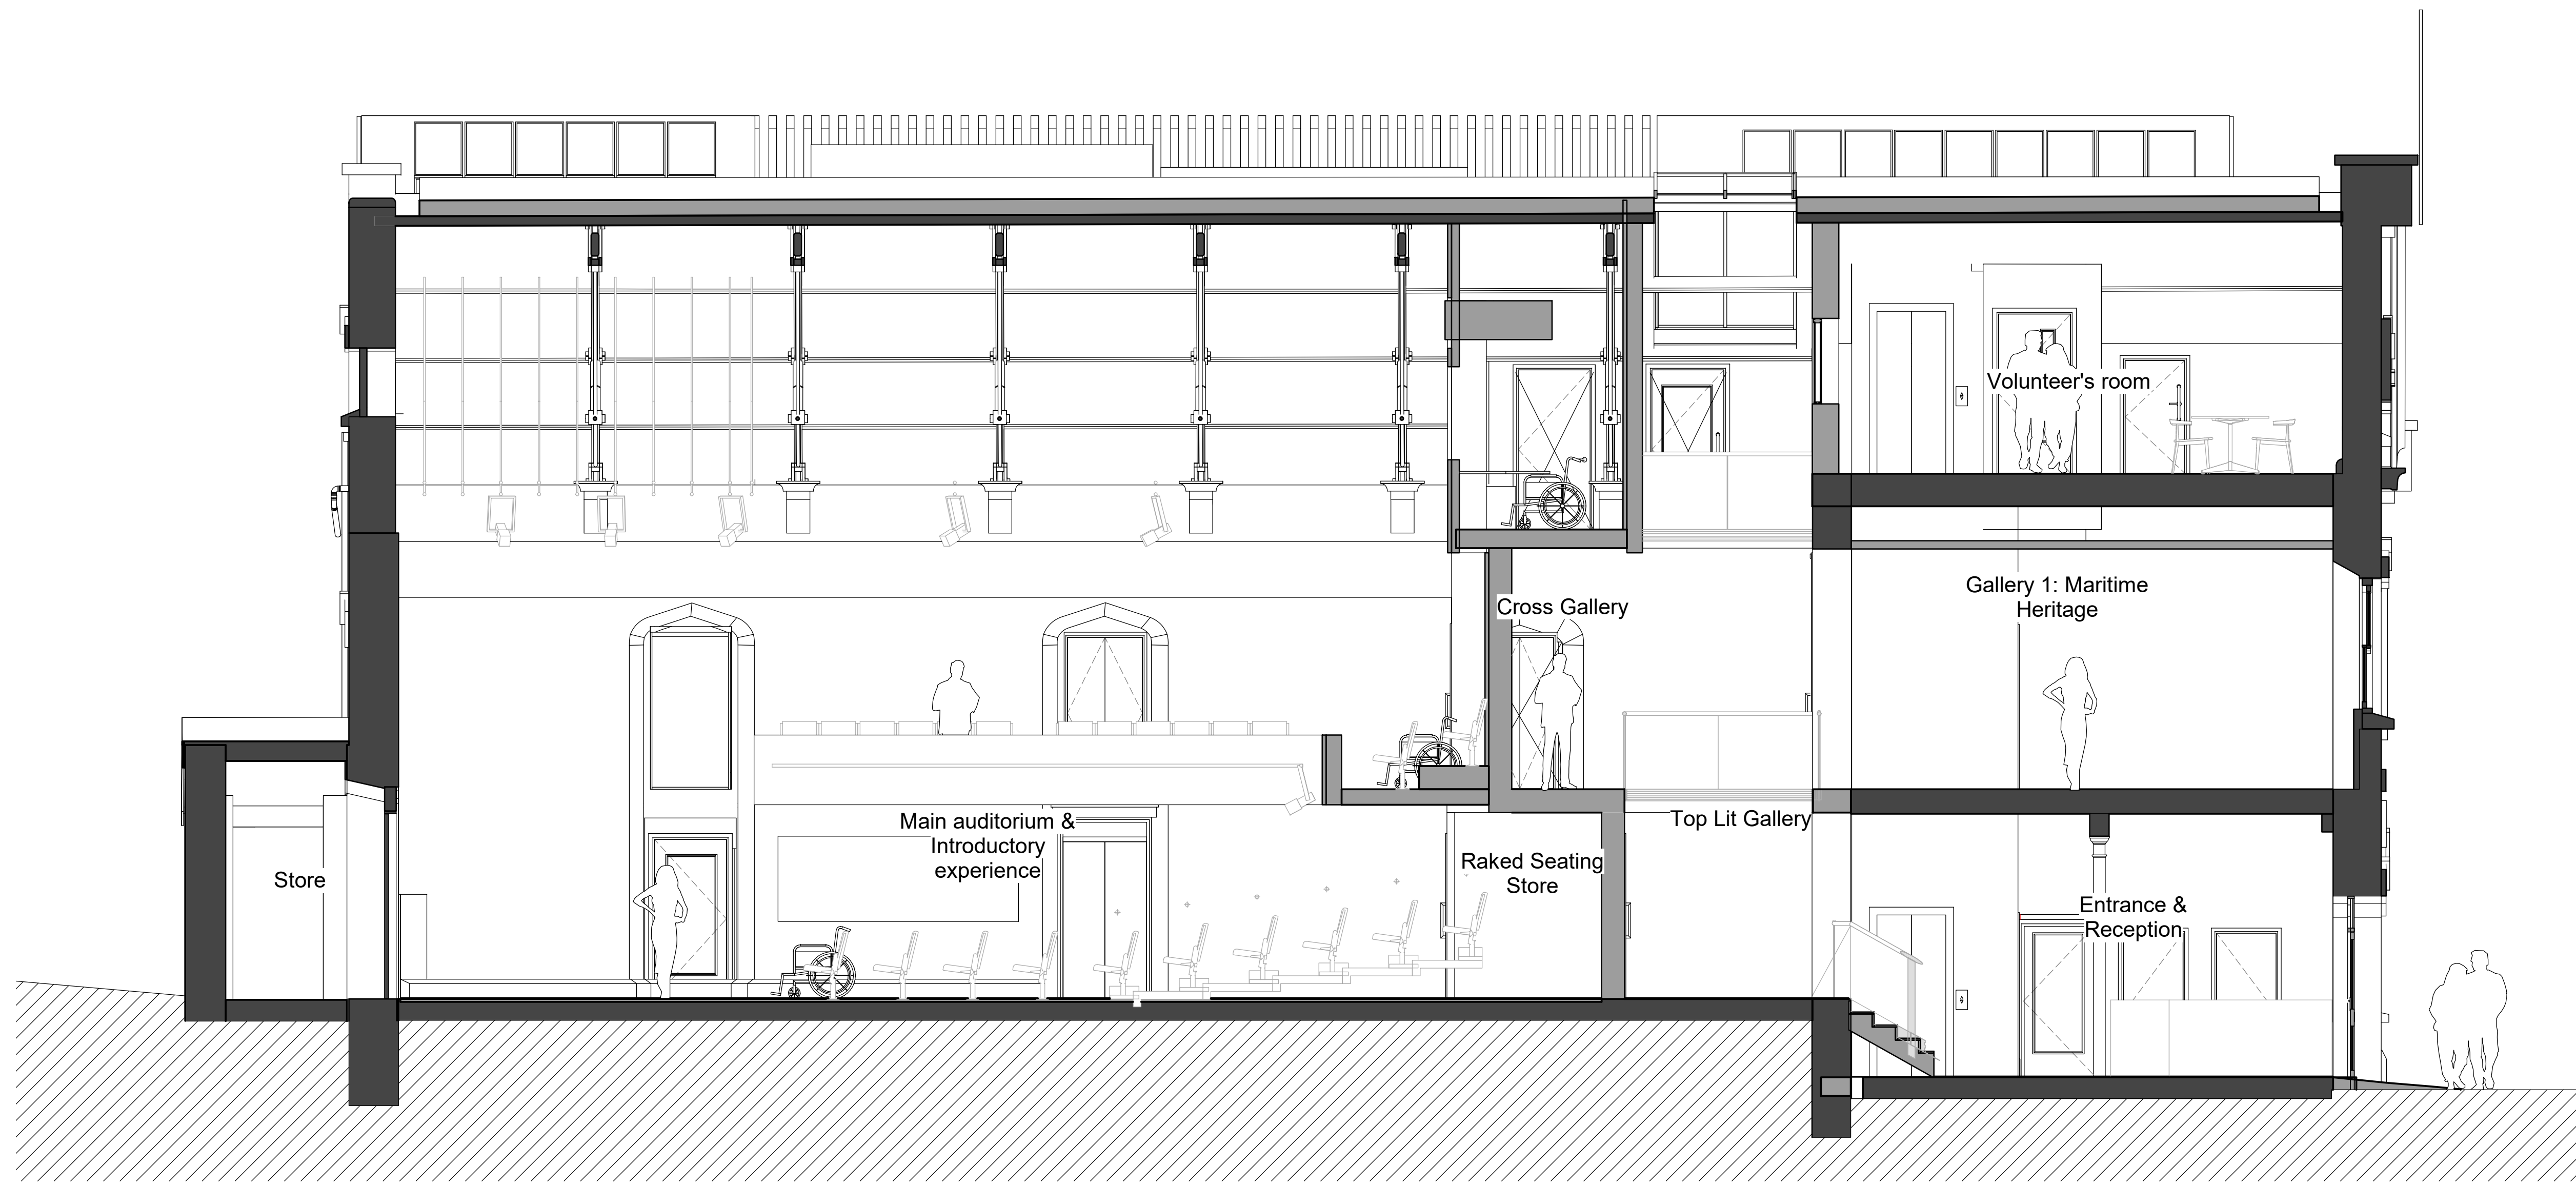 Volunteer's room
Gallery 1: Maritime
Heritage
Cross Gallery
Top Lit Gallery
Main auditorium &
Introductory
experience
Raked Seating
Store
Store
Entrance &
Reception